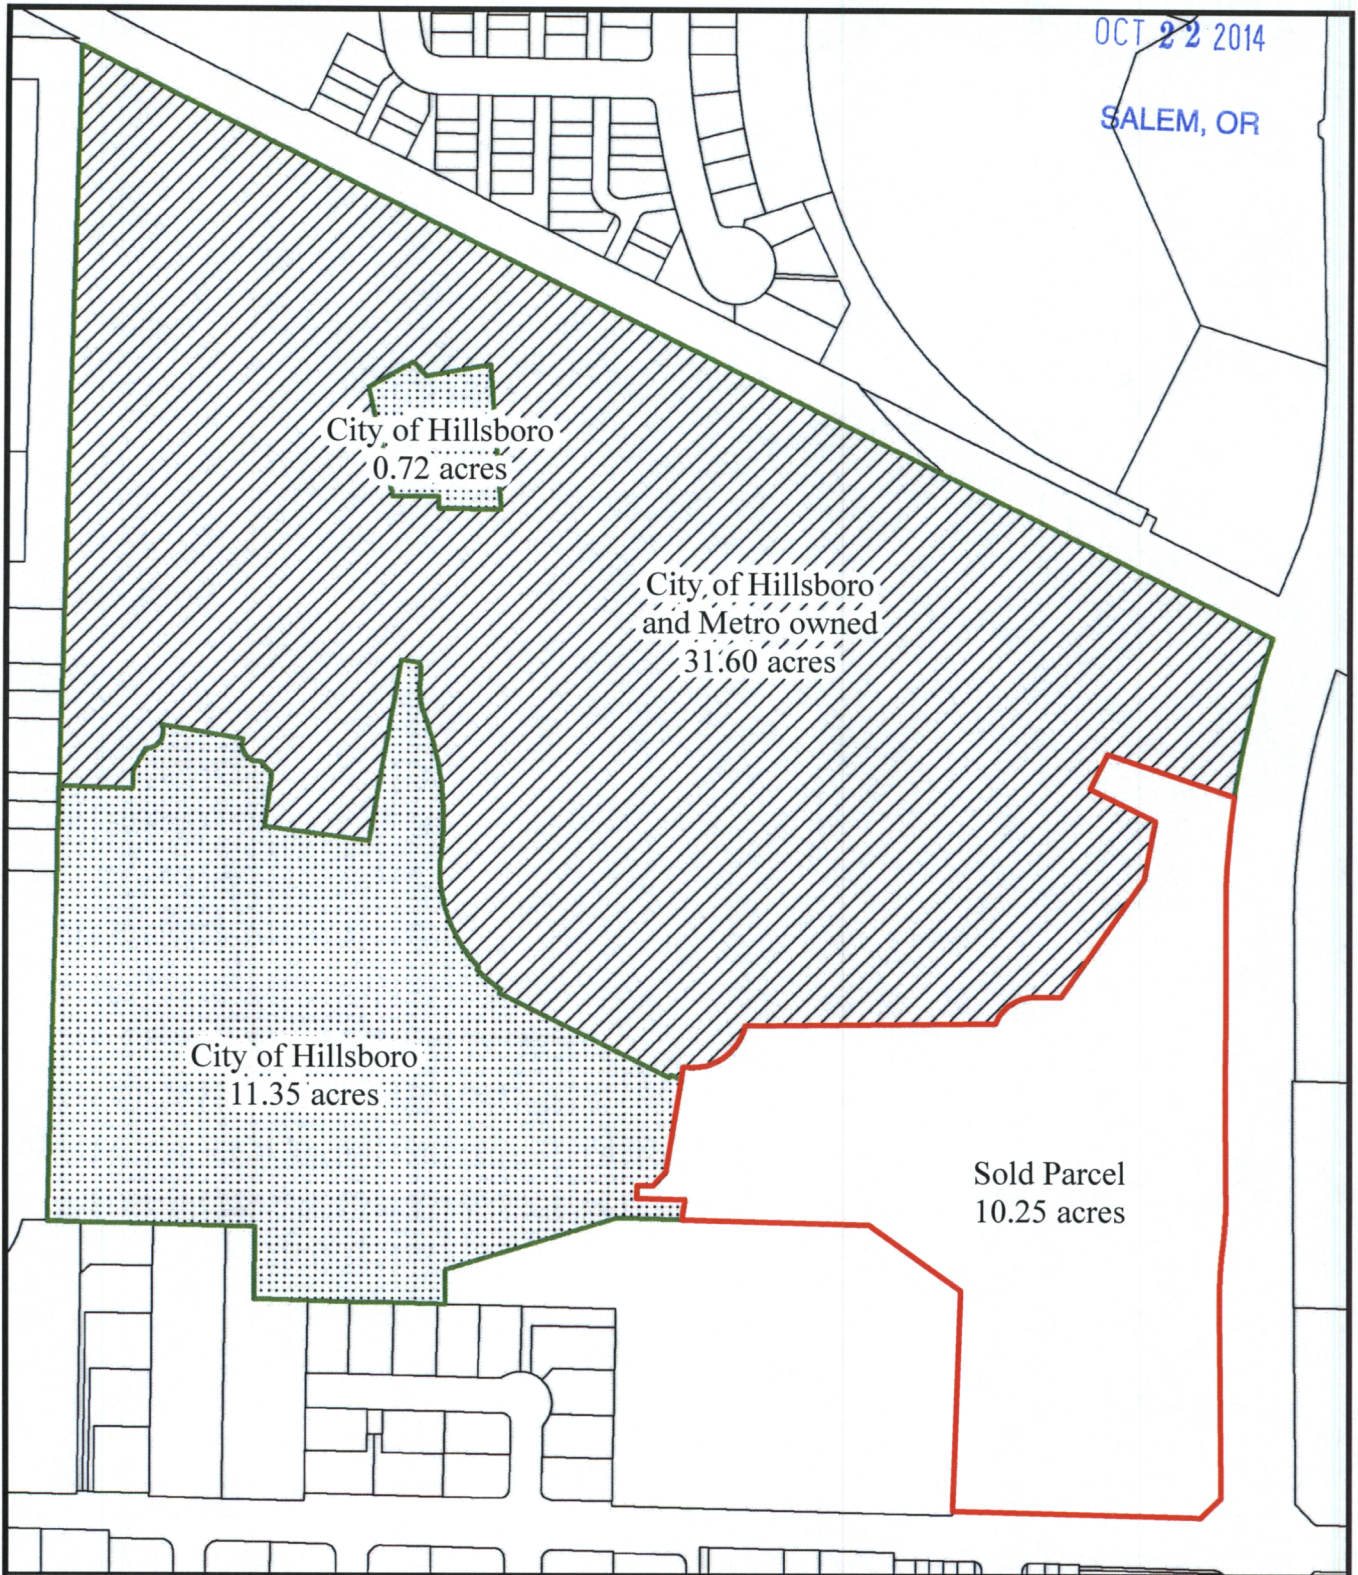 OCT 22 2014
SALEM, OR
City of Hillsboro
0.72 acres
City of Hillsboro
and Metro owned
31.60 acres
City of Hillsboro
11.35 acres
Sold Parcel
10.25 acres